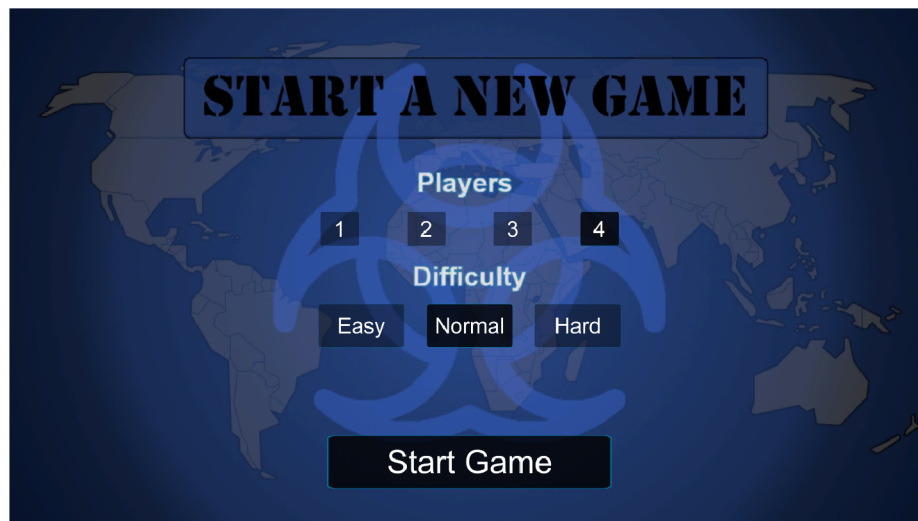 START A NEW GAME
Players
1 2 3 4
Difficulty
Easy Normal Hard
Start Game